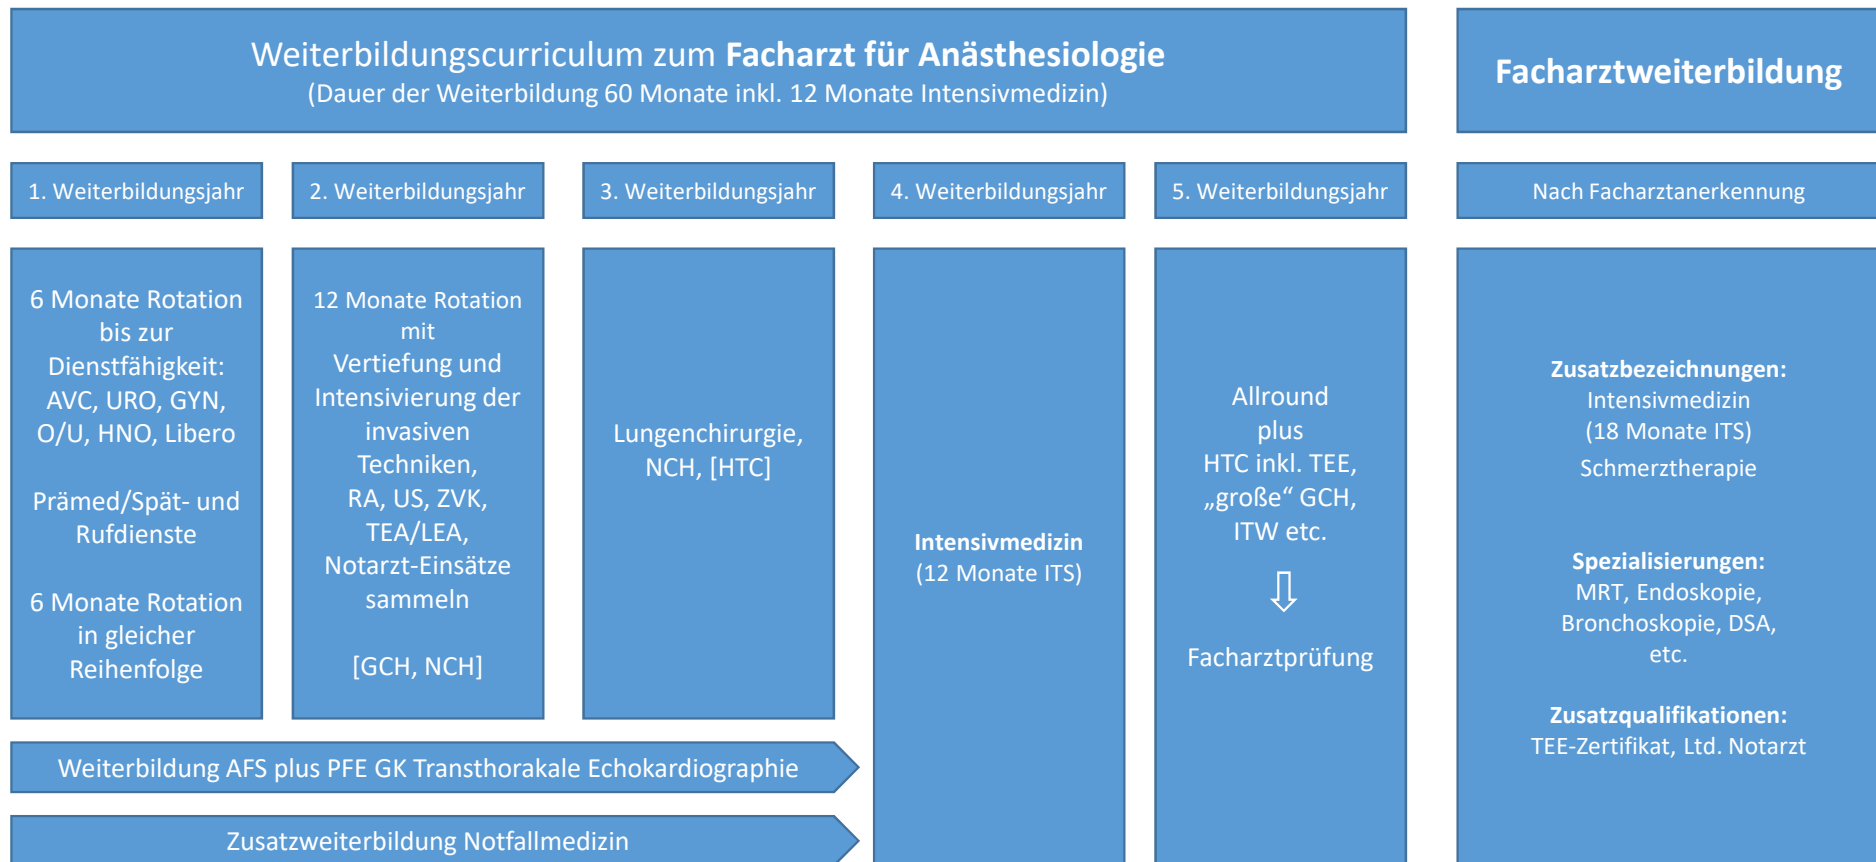 Weiterbildungscurriculum zum Facharzt für Anästhesiologie
(Dauer der Weiterbildung 60 Monate inkl. 12 Monate Intensivmedizin)
Facharztweiterbildung
1. Weiterbildungsjahr
2. Weiterbildungsjahr
3. Weiterbildungsjahr
4. Weiterbildungsjahr
5. Weiterbildungsjahr
Nach Facharztanerkennung
6 Monate Rotation
bis zur
Dienstfähigkeit:
AVC, URO, GYN,
O/U, HNO, Libero
Prämed/Spät- und
Rufdienste
6 Monate Rotation
in gleicher
Reihenfolge
12 Monate Rotation
mit
Vertiefung und
Intensivierung der
invasiven
Techniken,
RA, US, ZVK,
TEA/LEA,
Notarzt-Einsätze
sammeln
[GCH, NCH]
Lungenchirurgie,
NCH, [HTC]
Intensivmedizin
(12 Monate ITS)
Allround
plus
HTC inkl. TEE,
„große“ GCH,
ITW etc.
Facharztprüfung
Zusatzbezeichnungen:
Intensivmedizin
(18 Monate ITS)
Schmerztherapie
Spezialisierungen:
MRT, Endoskopie,
Bronchoskopie, DSA,
etc.
Zusatzqualifikationen:
TEE-Zertifikat, Ltd. Notarzt
Weiterbildung AFS plus PFE GK Transthorakale Echokardiographie
Zusatzweiterbildung Notfallmedizin